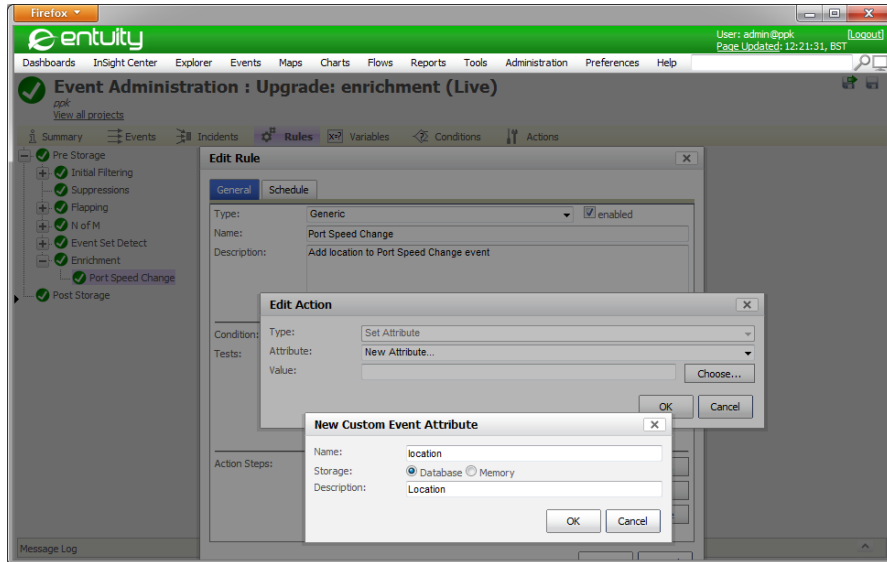 Firefox
entuity
User: admin@ppk [Logout]
Page Updated: 12:21:31, BST
Dashboards InSight Center Explorer Events Maps Charts Flows Reports Tools Administration Preferences Help
Event Administration : Upgrade: enrichment (Live)
ppk
View all projects
Summary Events Incidents Rules Variables Conditions Actions
Pre Storage
Initial Filtering
Suppressions
Flapping
N of M
Event Set Detect
Enrichment
Port Speed Change
Post Storage
Edit Rule
General Schedule
Type: Generic enabled
Name: Port Speed Change
Description: Add location to Port Speed Change event
Condition:
Tests:
Action Steps:
Edit Action
Type: Set Attribute
Attribute: New Attribute...
Value: Choose...
OK Cancel
New Custom Event Attribute
Name: location
Storage: Database Memory
Description: Location
OK Cancel
Message Log